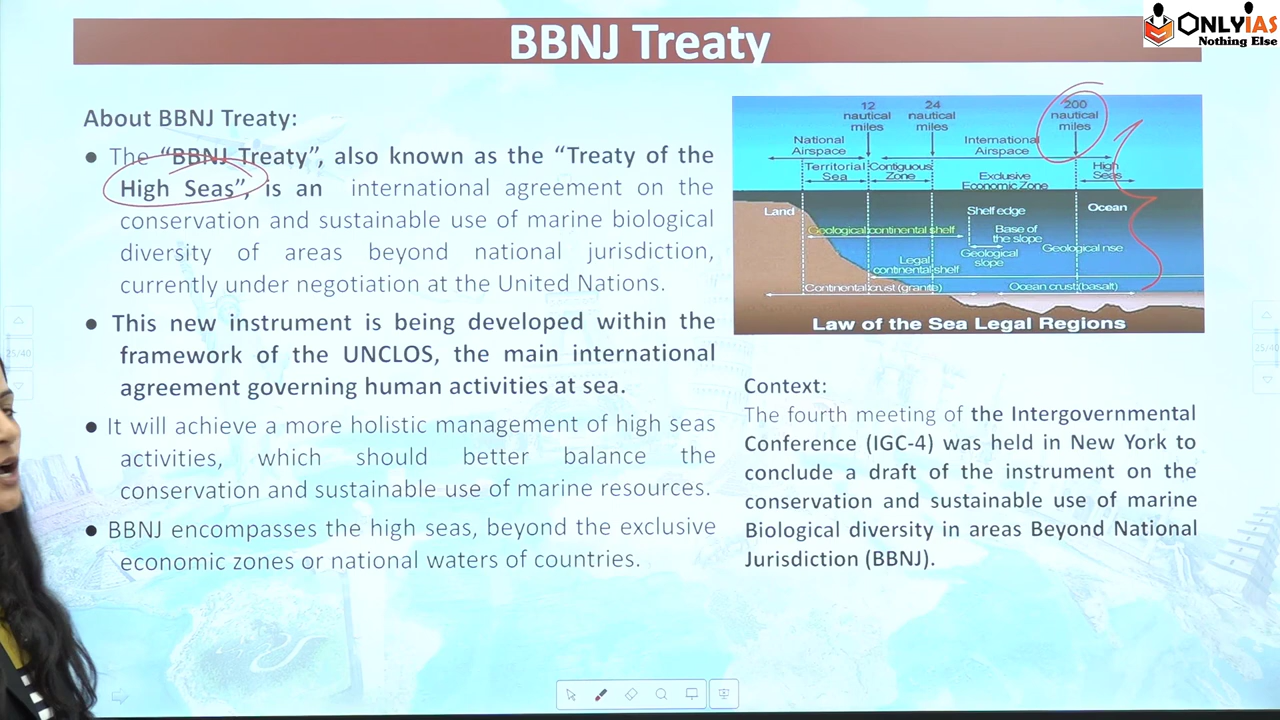 BBNJ Treaty
ONLYIAS
Nothing Else
About BBNJ Treaty:
● The “BBNJ Treaty”, also known as the “Treaty of the
High Seas”, is an international agreement on the
conservation and sustainable use of marine biological
diversity of areas beyond national jurisdiction,
currently under negotiation at the United Nations.
● This new instrument is being developed within the
framework of the UNCLOS, the main international
agreement governing human activities at sea.
● It will achieve a more holistic management of high seas
activities, which should better balance the
conservation and sustainable use of marine resources.
● BBNJ encompasses the high seas, beyond the exclusive
economic zones or national waters of countries.
12
nautical
miles
24
nautical
miles
200
nautical
miles
National
Airspace
International
Airspace
Territorial
Sea
Contiguous
Zone
Exclusive
Economic Zone
High
Seas
Land
Shelf edge
Ocean
Geological continental shelf
Base of
the slope
Geological
slope
Geological rise
Legal
continental shelf
Continental crust (granite)
Ocean crust (basalt)
Law of the Sea Legal Regions
Context:
The fourth meeting of the Intergovernmental
Conference (IGC-4) was held in New York to
conclude a draft of the instrument on the
conservation and sustainable use of marine
Biological diversity in areas Beyond National
Jurisdiction (BBNJ).
25/40
25/40